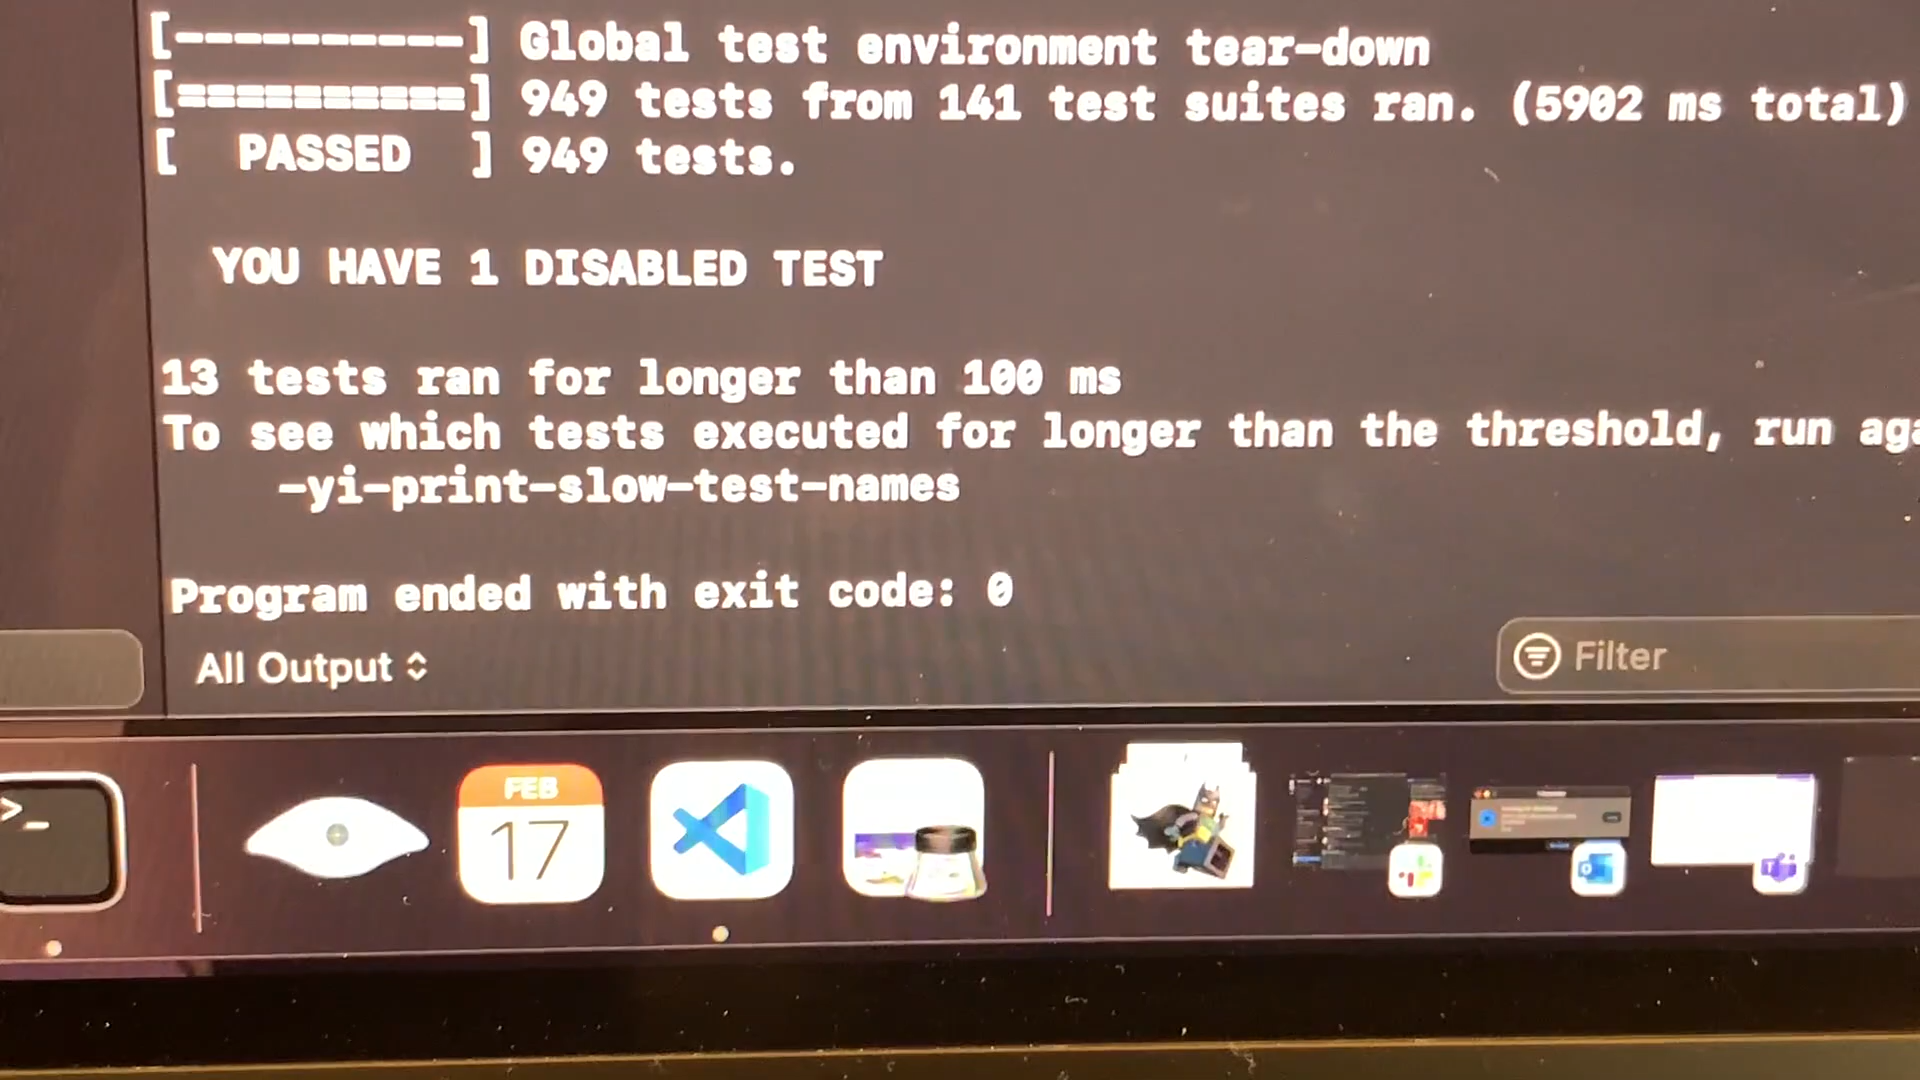 [----------] Global test environment tear-down
[==========] 949 tests from 141 test suites ran. (5902 ms total)
[  PASSED  ] 949 tests.
YOU HAVE 1 DISABLED TEST
13 tests ran for longer than 100 ms
To see which tests executed for longer than the threshold, run
-yi-print-slow-test-names
Program ended with exit code: 0
All Output
Filter
>_
FEB
17